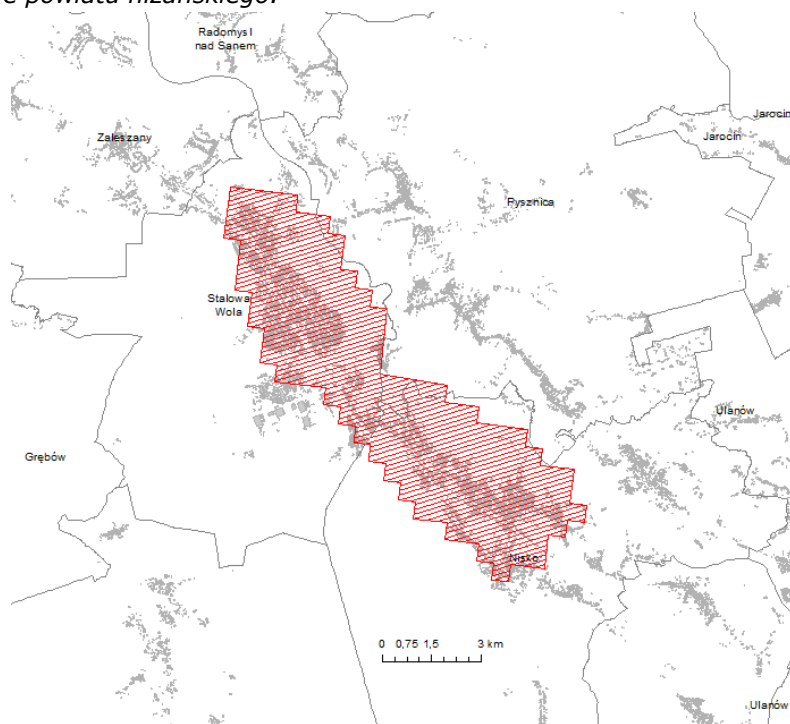 e powiatu niżańskiego.
Radomysl
nad Sanem
Jarocin
Zaleszany
Jarocin
Pysznica
Stalowa
Wola
Ulanów
Grębów
Nisko
0 0,75 1,5 3 km
Ulanów